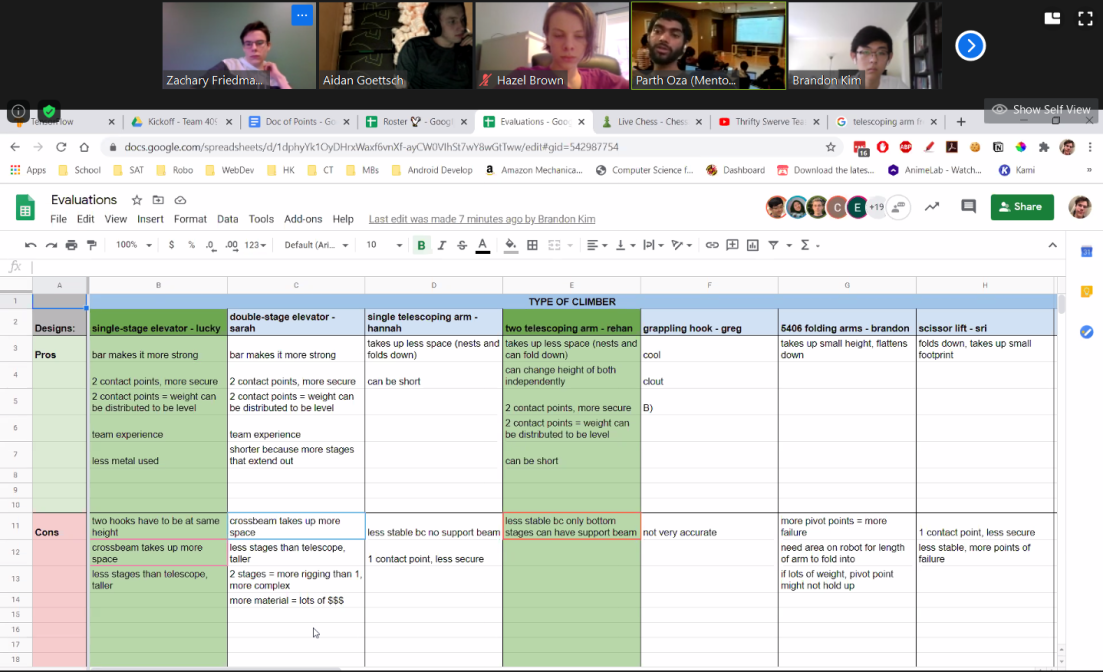 Zachary Friedma...
Aidan Goettsch
Hazel Brown
Parth Oza (Mento...
Brandon Kim
Show Self View
Kickoff - Team 409
Doc of Points - Go
Roster
Evaluations - Goog
Live Chess - Chess
Thrifty Swerve Tea
telescoping arm fr
docs.google.com/spreadsheets/d/1dphyYk1OyDHrxWaxf6vnXf-ayCW0VIhSt7wY8wGtTww/edit#gid=542987754
Apps School SAT Robo WebDev HK CT MBs Android Development Amazon Mechanica... Computer Science f... Dashboard Download the lates... AnimeLab - Watch... Kami
Evaluations
File Edit View Insert Format Data Tools Add-ons Help Last edit was made 7 minutes ago by Brandon Kim
+19
Share
100% $ % .0 .00 123 Default (Ari... 10 B I S A
fx
A B C D E F G H
1 TYPE OF CLIMBER
2 Designs: single-stage elevator - lucky
double-stage elevator - sarah
single telescoping arm - hannah
two telescoping arm - rehan
grappling hook - greg
5406 folding arms - brandon
scissor lift - sri
3 Pros bar makes it more strong
bar makes it more strong
takes up less space (nests and folds down)
takes up less space (nests and can fold down)
cool
takes up small height, flattens down
folds down, takes up small footprint
4 2 contact points, more secure
2 contact points, more secure
can be short
can change height of both independently
clout
5 2 contact points = weight can be distributed to be level
2 contact points = weight can be distributed to be level
2 contact points, more secure
B)
6 team experience
team experience
2 contact points = weight can be distributed to be level
7 less metal used
shorter because more stages that extend out
can be short
8
9
10
11 Cons two hooks have to be at same height
crossbeam takes up more space
less stable bc no support beam
less stable bc only bottom stages can have support beam
not very accurate
more pivot points = more failure
1 contact point, less secure
12 crossbeam takes up more space
less stages than telescope, taller
1 contact point, less secure
need area on robot for length of arm to fold into
less stable, more points of failure
13 less stages than telescope, taller
2 stages = more rigging than 1, more complex
if lots of weight, pivot point might not hold up
14 more material = lots of $$$
15
16
17
18